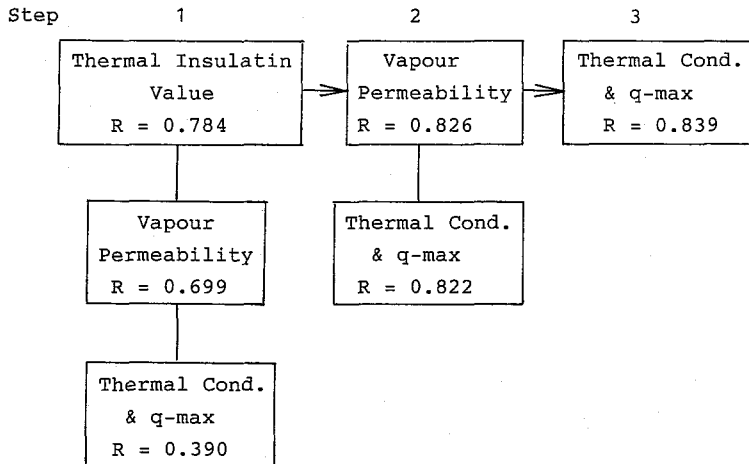 Step 1 2 3
Thermal Insulatin
Value
R = 0.784
Vapour
Permeability
R = 0.826
Thermal Cond.
& q-max
R = 0.839
Vapour
Permeability
R = 0.699
Thermal Cond.
& q-max
R = 0.822
Thermal Cond.
& q-max
R = 0.390